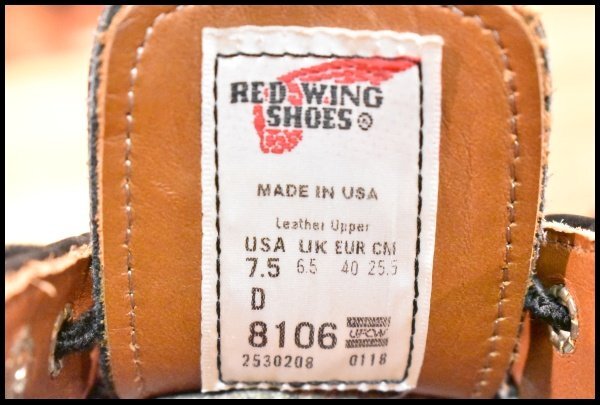 RED WING
SHOES®
MADE IN USA
Leather Upper
USA UK EUR CM
7.5 6.5 40 25.5
D
8106 UFCW
2530208 0118